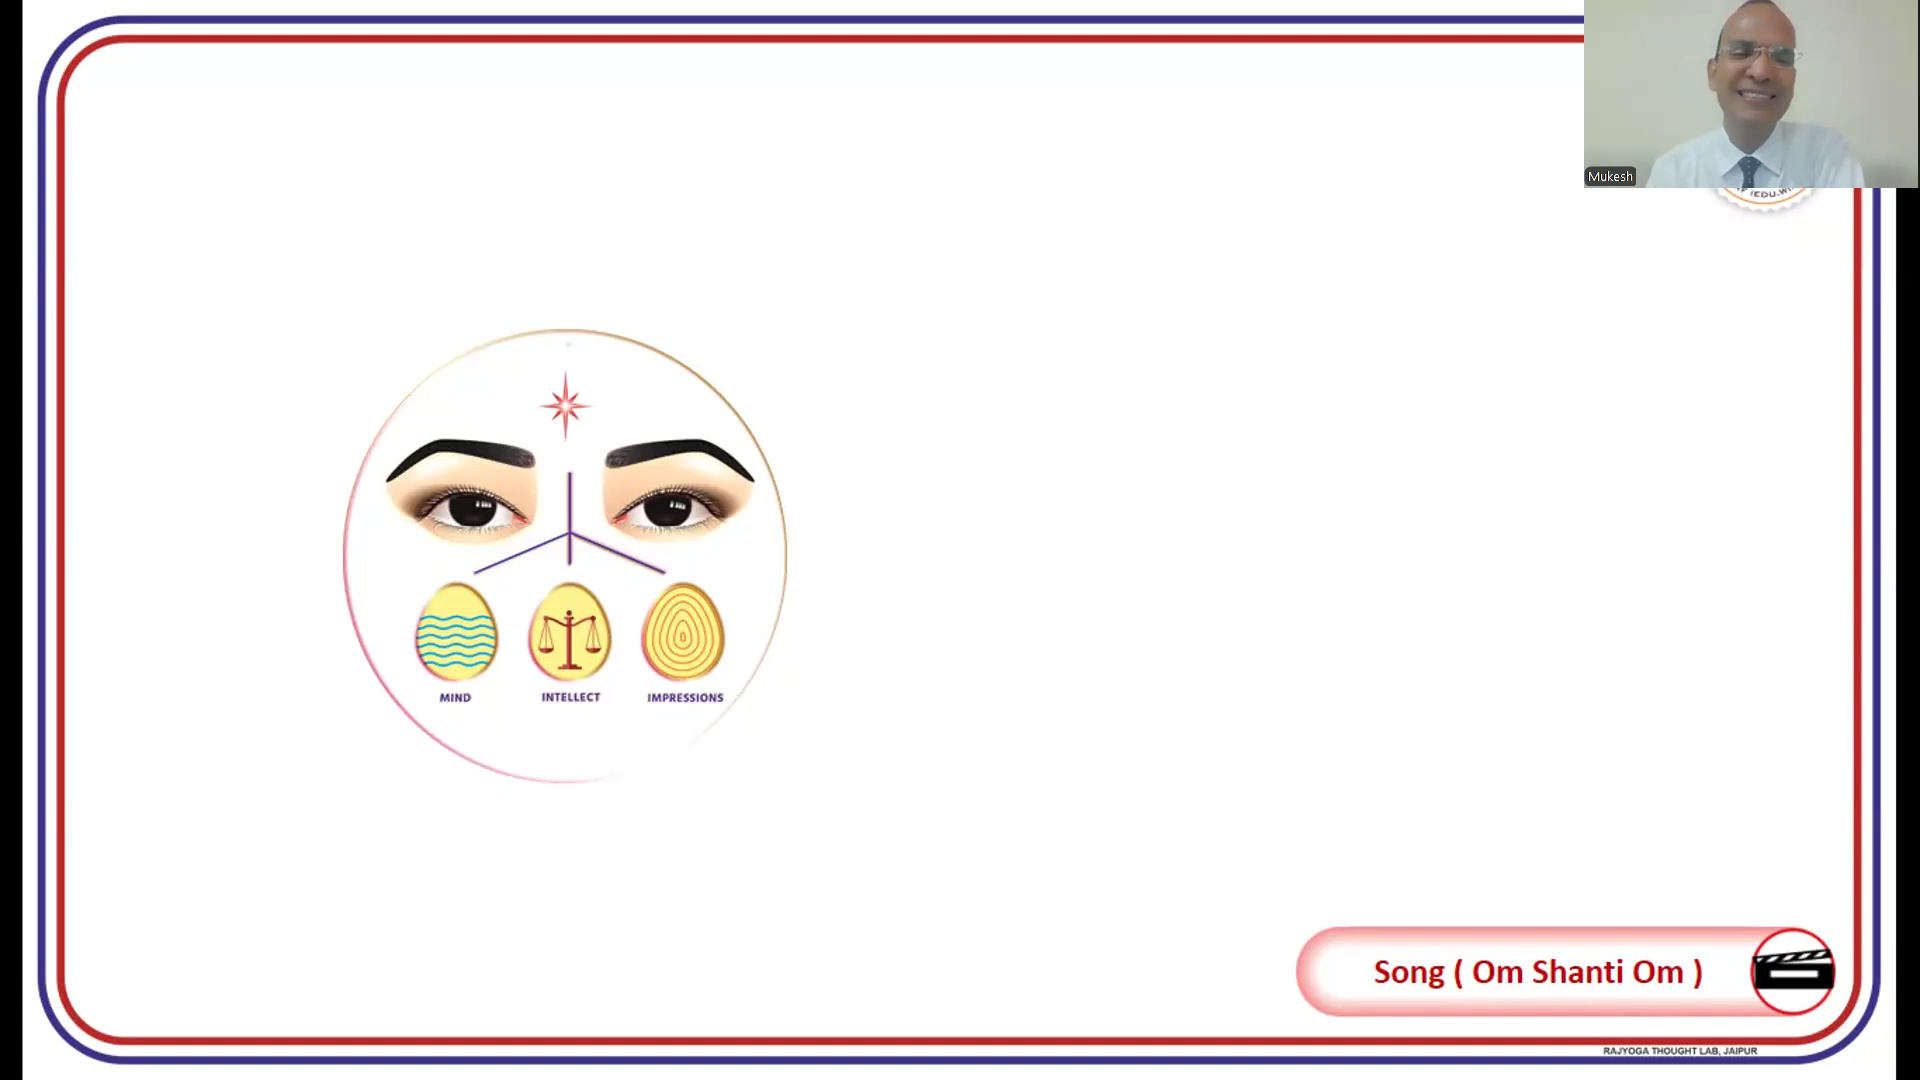 Mukesh
MIND
INTELLECT
IMPRESSIONS
Song ( Om Shanti Om )
RAJYOGA THOUGHT LAB, JAIPUR